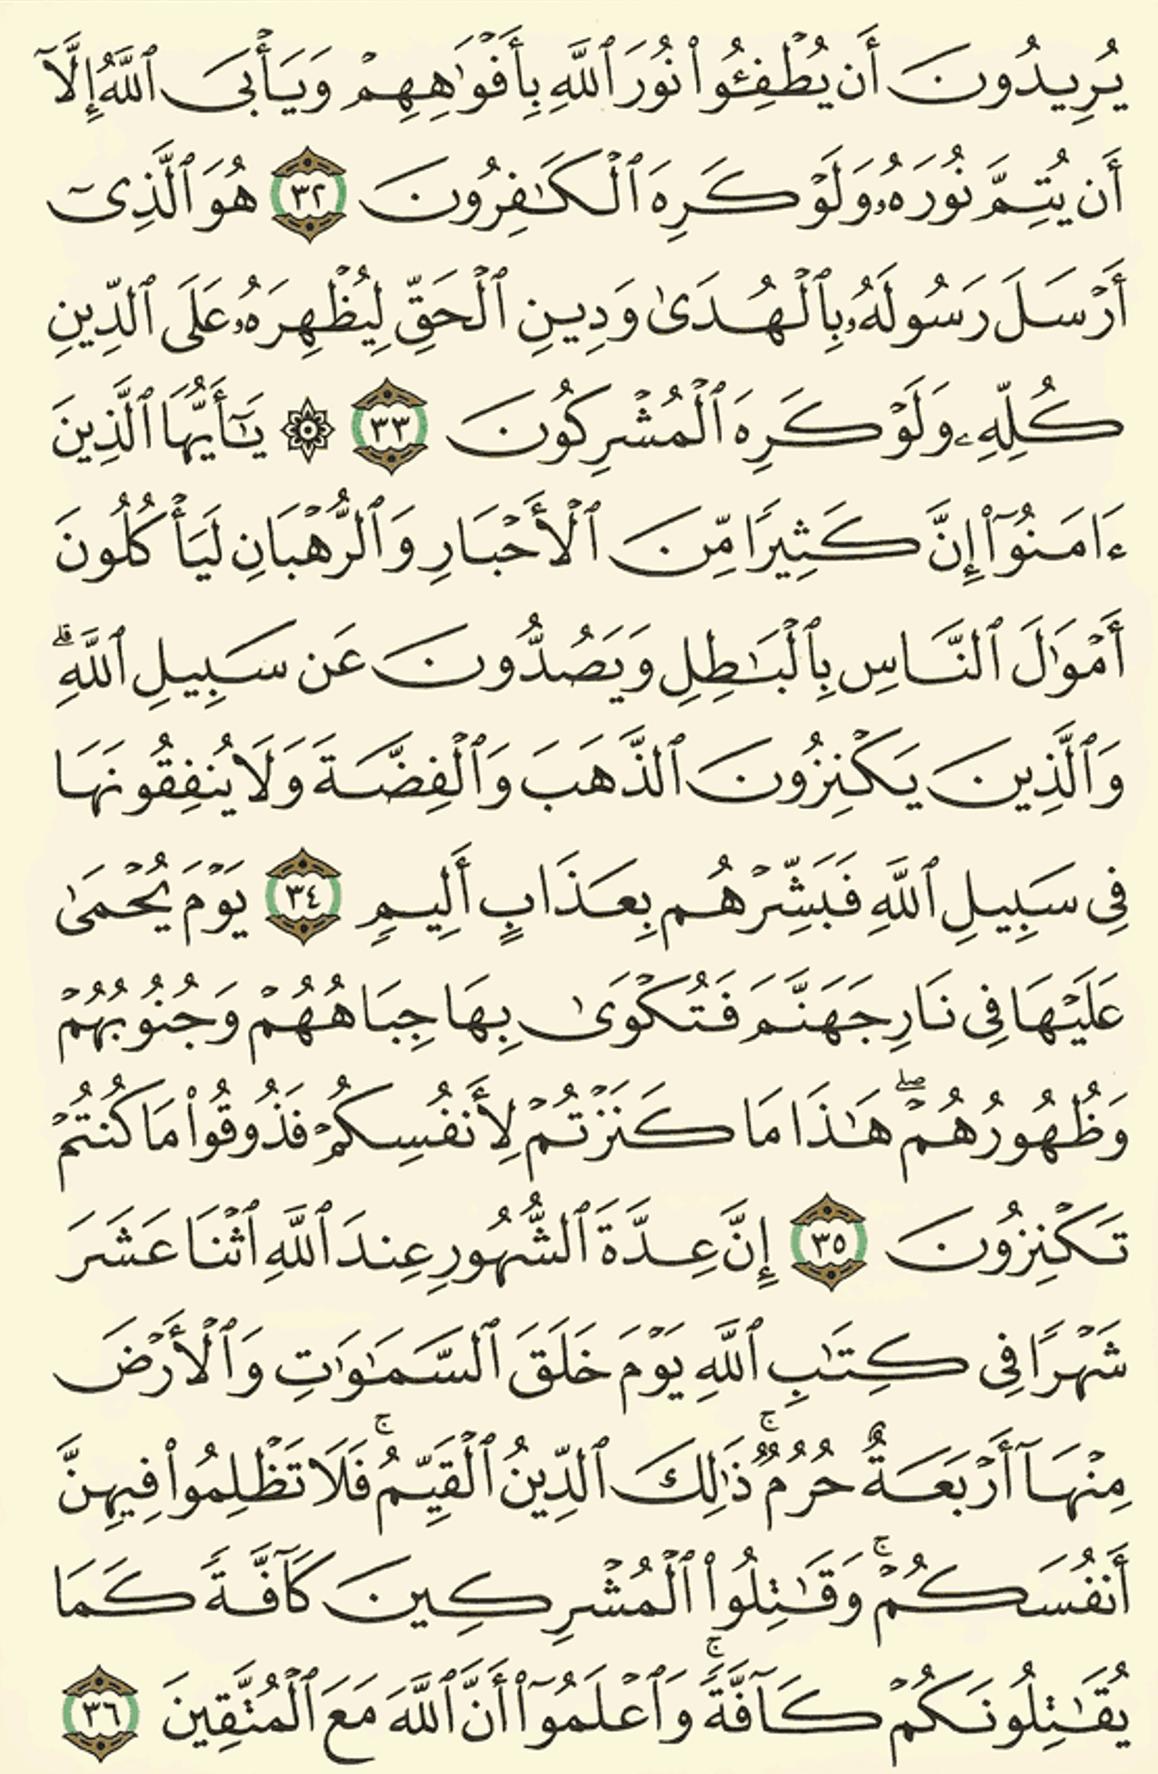 يُرِيدُونَ أَن يُطْفِـُٔوا۟ نُورَ ٱللَّهِ بِأَفْوَٰهِهِمْ وَيَأْبَى ٱللَّهُ إِلَّآ
أَن يُتِمَّ نُورَهُۥ وَلَوْ كَرِهَ ٱلْكَـٰفِرُونَ ٣٢ هُوَ ٱلَّذِىٓ
أَرْسَلَ رَسُولَهُۥ بِٱلْهُدَىٰ وَدِينِ ٱلْحَقِّ لِيُظْهِرَهُۥ عَلَى ٱلدِّينِ
كُلِّهِۦ وَلَوْ كَرِهَ ٱلْمُشْرِكُونَ ٣٣ ۞ يَـٰٓأَيُّهَا ٱلَّذِينَ
ءَامَنُوٓا۟ إِنَّ كَثِيرًا مِّنَ ٱلْأَحْبَارِ وَٱلرُّهْبَانِ لَيَأْكُلُونَ
أَمْوَٰلَ ٱلنَّاسِ بِٱلْبَـٰطِلِ وَيَصُدُّونَ عَن سَبِيلِ ٱللَّهِ ۗ
وَٱلَّذِينَ يَكْنِزُونَ ٱلذَّهَبَ وَٱلْفِضَّةَ وَلَا يُنفِقُونَهَا
فِى سَبِيلِ ٱللَّهِ فَبَشِّرْهُم بِعَذَابٍ أَلِيمٍ ٣٤ يَوْمَ يُحْمَىٰ
عَلَيْهَا فِى نَارِ جَهَنَّمَ فَتُكْوَىٰ بِهَا جِبَاهُهُمْ وَجُنُوبُهُمْ
وَظُهُورُهُمْ ۖ هَـٰذَا مَا كَنَزْتُمْ لِأَنفُسِكُمْ فَذُوقُوا۟ مَا كُنتُمْ
تَكْنِزُونَ ٣٥ إِنَّ عِدَّةَ ٱلشُّهُورِ عِندَ ٱللَّهِ ٱثْنَا عَشَرَ
شَهْرًا فِى كِتَـٰبِ ٱللَّهِ يَوْمَ خَلَقَ ٱلسَّمَـٰوَٰتِ وَٱلْأَرْضَ
مِنْهَآ أَرْبَعَةٌ حُرُمٌ ۚ ذَٰلِكَ ٱلدِّينُ ٱلْقَيِّمُ ۚ فَلَا تَظْلِمُوا۟ فِيهِنَّ
أَنفُسَكُمْ ۚ وَقَـٰتِلُوا۟ ٱلْمُشْرِكِينَ كَآفَّةً كَمَا
يُقَـٰتِلُونَكُمْ كَآفَّةً ۚ وَٱعْلَمُوٓا۟ أَنَّ ٱللَّهَ مَعَ ٱلْمُتَّقِينَ ٣٦